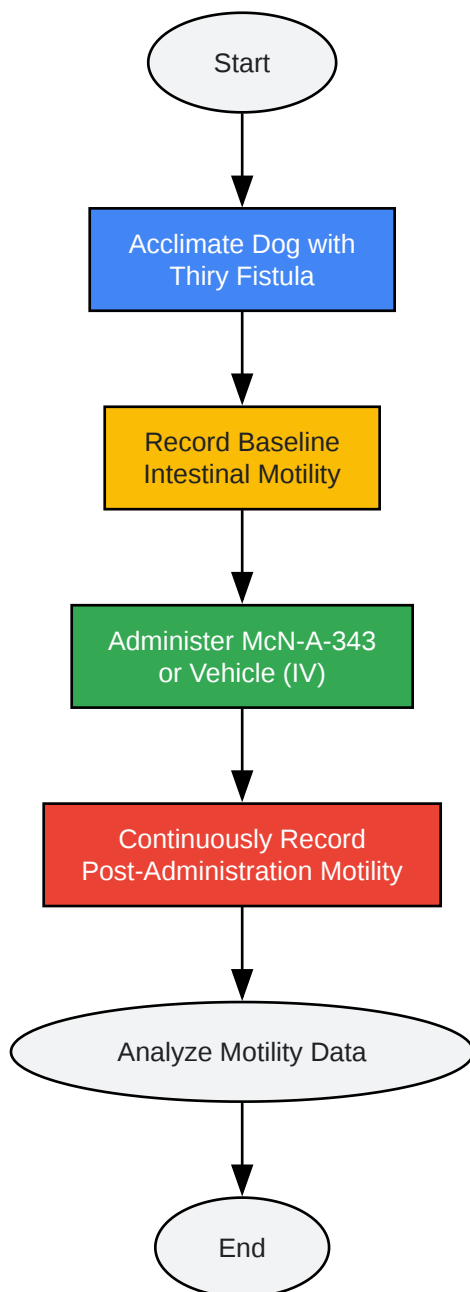 Start
Acclimate Dog with
Thiry Fistula
Record Baseline
Intestinal Motility
Administer McN-A-343
or Vehicle (IV)
Continuously Record
Post-Administration Motility
Analyze Motility Data
End